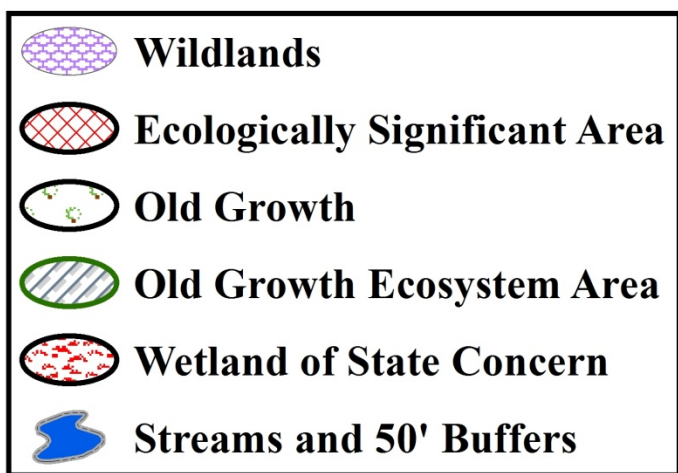 Wildlands
Ecologically Significant Area
Old Growth
Old Growth Ecosystem Area
Wetland of State Concern
Streams and 50' Buffers